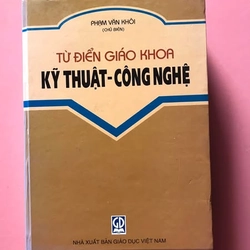 PHẠM VĂN KHÔI
(CHỦ BIÊN)
TỪ ĐIỂN GIÁO KHOA
KỸ THUẬT-CÔNG NGHỆ
GD
NHÀ XUẤT BẢN GIÁO DỤC VIỆT NAM